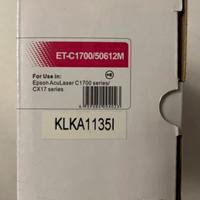 ET-C1700/50612M
For Use in:
Epson AcuLaser C1700 series/
CX17 series
KLKA1135I